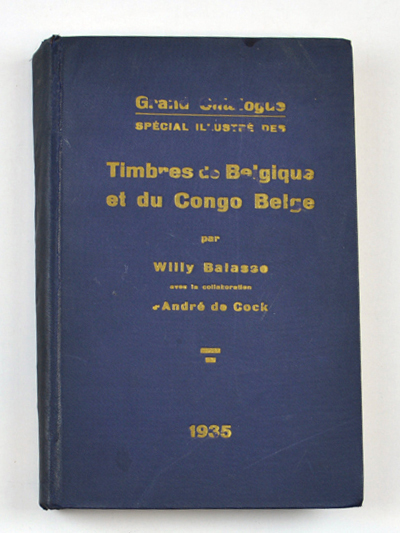 Grand Catalogue
SPÉCIAL ILLUSTRÉ DES
Timbres de Belgique
et du Congo Belge
par
Willy Balasse
avec la collaboration
André de Cock
1935